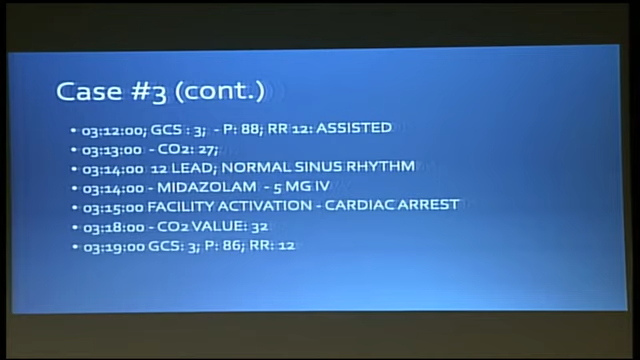 Case #3 (cont.)
• 03:12:00; GCS : 3;  - P: 88; RR 12: ASSISTED
• 03:13:00 - CO2: 27;
• 03:14:00  12 LEAD; NORMAL SINUS RHYTHM
• 03:14:00 - MIDAZOLAM  - 5 MG IV
• 03:15:00 FACILITY ACTIVATION - CARDIAC ARREST
• 03:18:00 - CO2 VALUE: 32
• 03:19:00 GCS: 3; P: 86; RR: 12